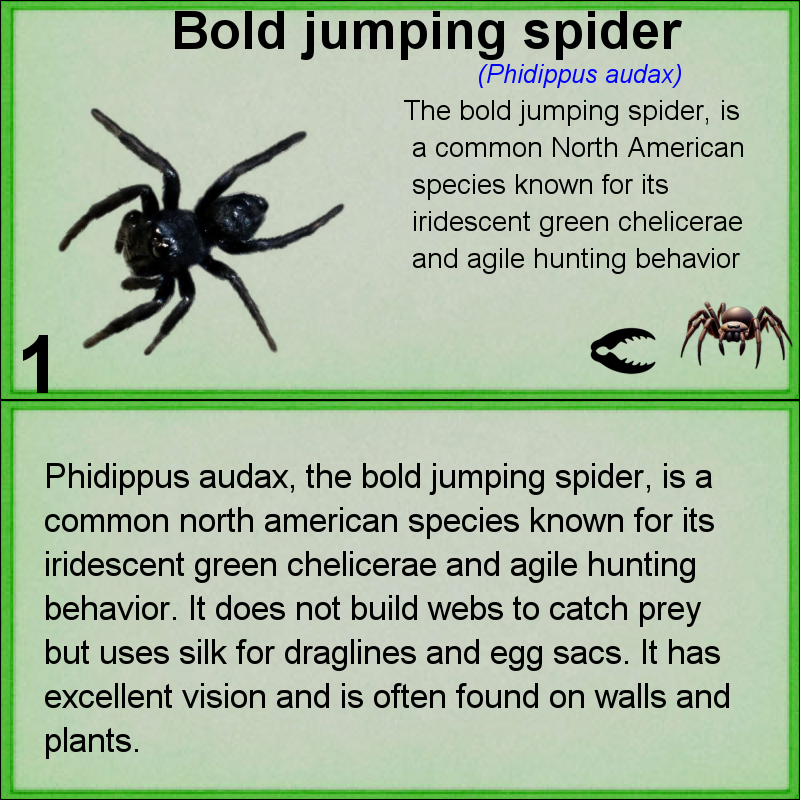 Bold jumping spider
(Phidippus audax)
The bold jumping spider, is
a common North American
species known for its
iridescent green chelicerae
and agile hunting behavior
1
Phidippus audax, the bold jumping spider, is a
common north american species known for its
iridescent green chelicerae and agile hunting
behavior. It does not build webs to catch prey
but uses silk for draglines and egg sacs. It has
excellent vision and is often found on walls and
plants.